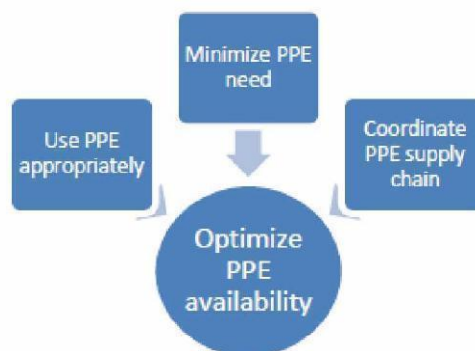 Minimize PPE
need
Use PPE
appropriately
Coordinate
PPE supply
chain
Optimize
PPE
availability